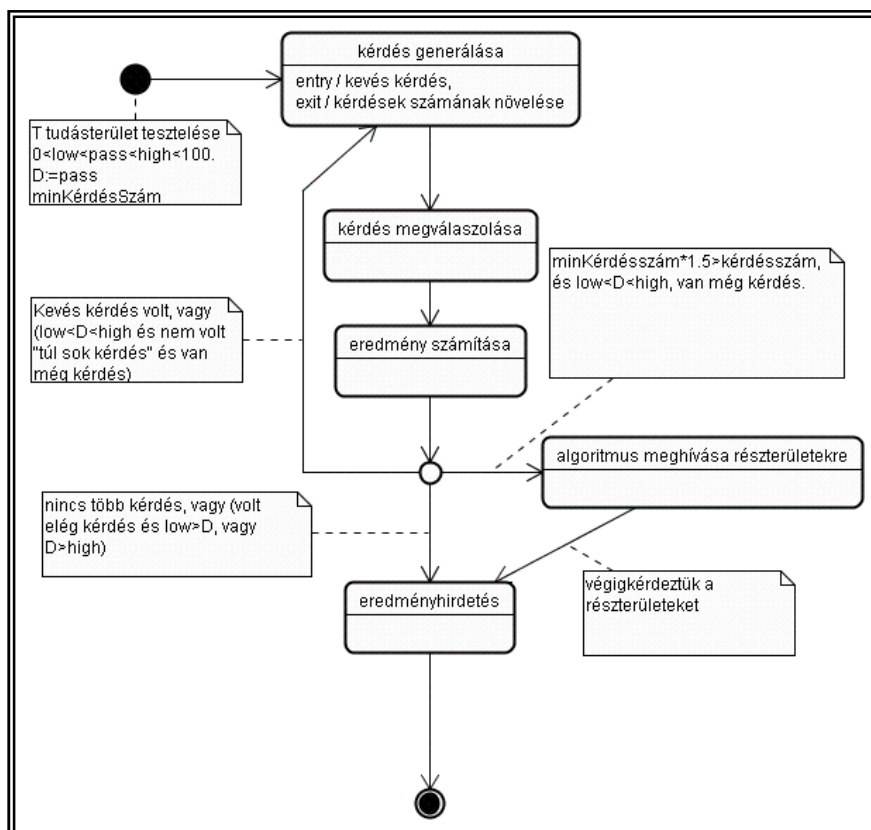 kérdés generálása
entry / kevés kérdés,
exit / kérdések számának növelése
T tudásterület tesztelése
0<low<pass<high<100.
D:=pass
minKérdésSzám
kérdés megválaszolása
minKérdésszám*1.5>kérdésszám,
és low<D<high, van még kérdés.
Kevés kérdés volt, vagy
(low<D<high és nem volt
"túl sok kérdés" és van
még kérdés)
eredmény számítása
algoritmus meghívása részterületekre
nincs több kérdés, vagy (volt
elég kérdés és low>D, vagy
D>high)
eredményhirdetés
végigkérdeztük a
részterületeket